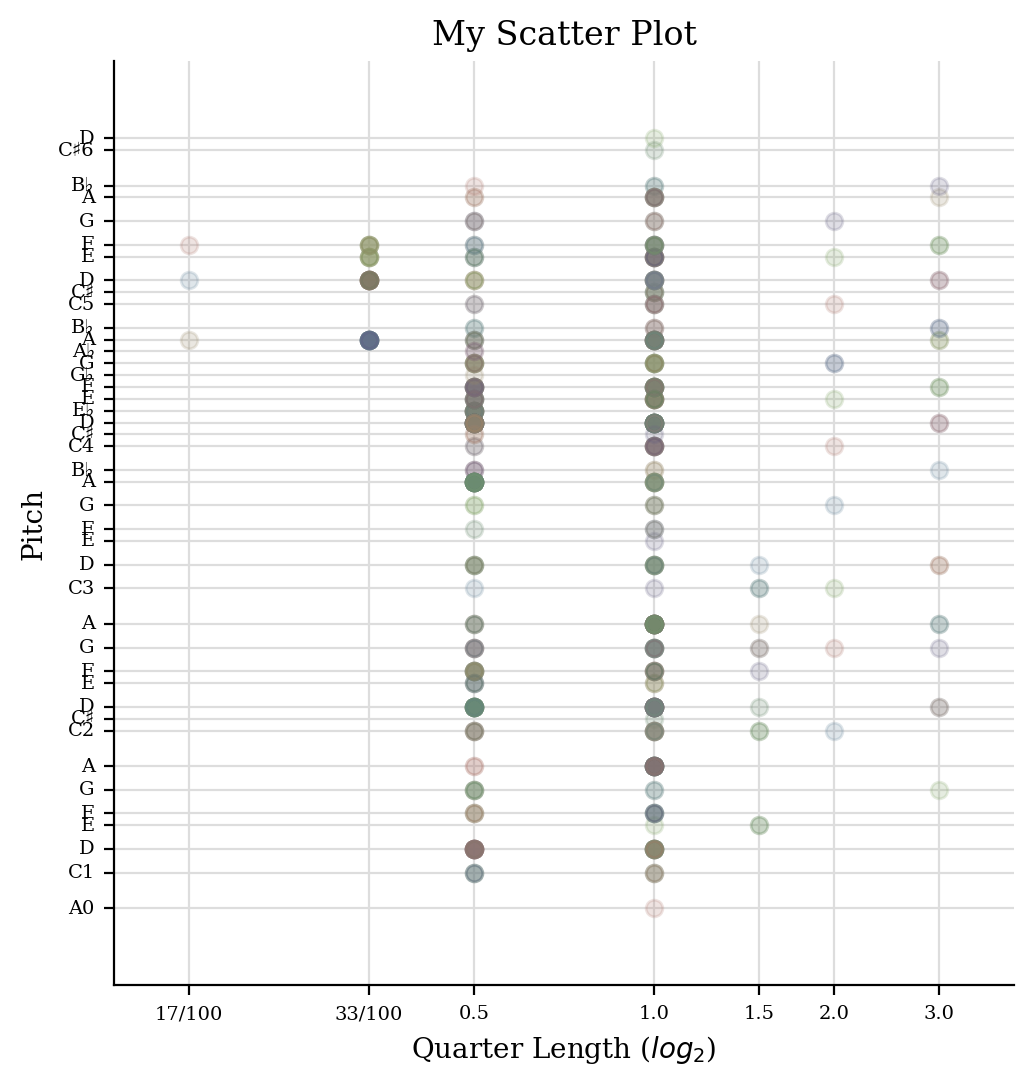 My Scatter Plot
D
C♯6
B♭
A
G
F
E
D
C♯
C5
B♭
A
A♭
G
G♭
F
E
E♭
D
C♯
C4
B♭
A
G
F
E
D
C3
A
G
F
E
D
C♯
C2
A
G
F
E
D
C1
A0
Pitch
17/100 33/100 0.5 1.0 1.5 2.0 3.0
Quarter Length (log₂)